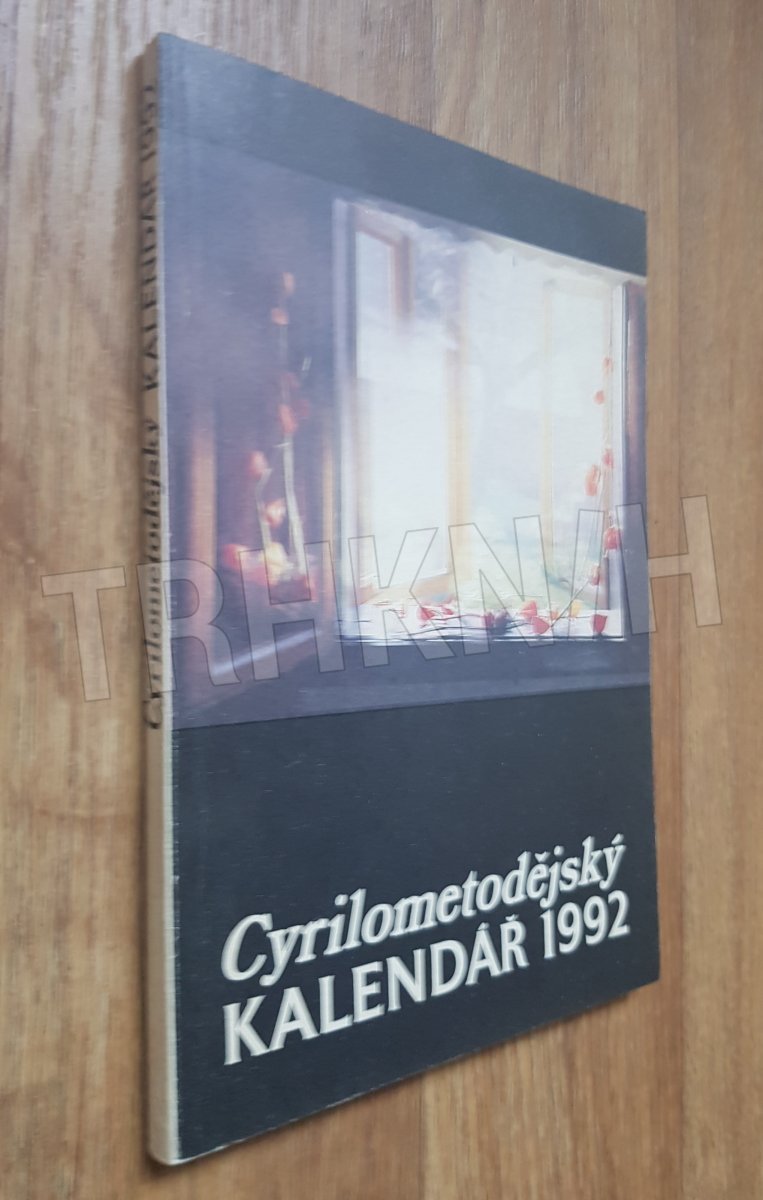 Cyrilometodějský KALENDÁŘ 1992
TRHKNIH
Cyrilometodějský
KALENDÁŘ 1992